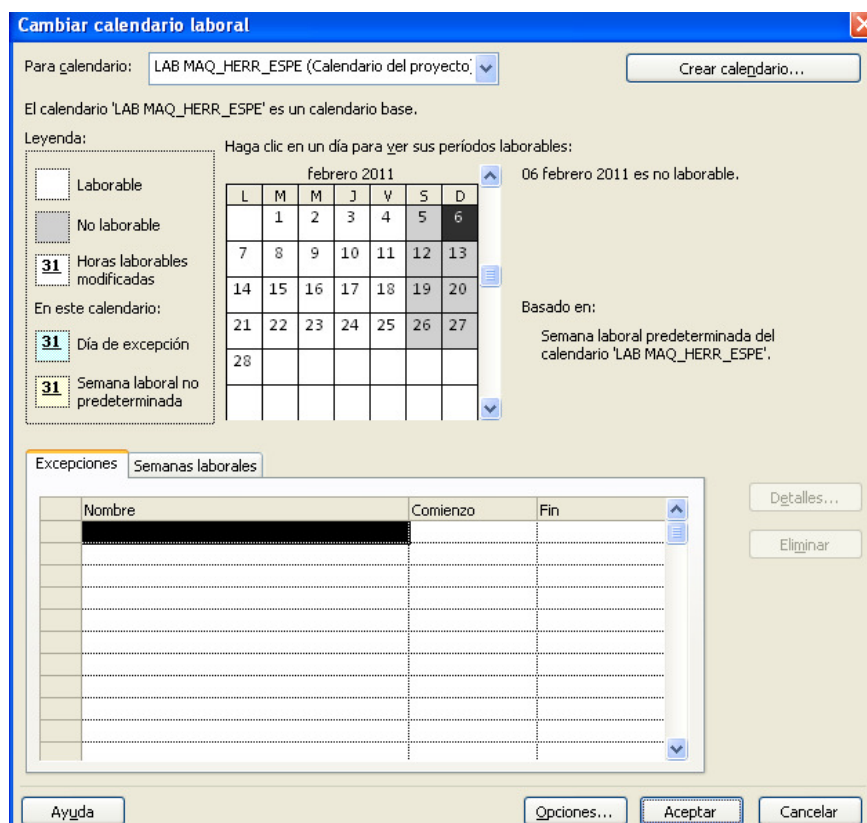 Cambiar calendario laboral
Para calendario: LAB MAQ_HERR_ESPE (Calendario del proyecto) Crear calendario...
El calendario 'LAB MAQ_HERR_ESPE' es un calendario base.
Leyenda:
Haga clic en un día para ver sus períodos laborables:
Laborable
No laborable
31 Horas laborables
modificadas
En este calendario:
31 Día de excepción
31 Semana laboral no
predeterminada
febrero 2011
L M M J V S D
1 2 3 4 5 6
7 8 9 10 11 12 13
14 15 16 17 18 19 20
21 22 23 24 25 26 27
28
06 febrero 2011 es no laborable.
Basado en:
Semana laboral predeterminada del
calendario 'LAB MAQ_HERR_ESPE'.
Excepciones Semanas laborales
Nombre Comienzo Fin
Detalles...
Eliminar
Ayuda Opciones... Aceptar Cancelar